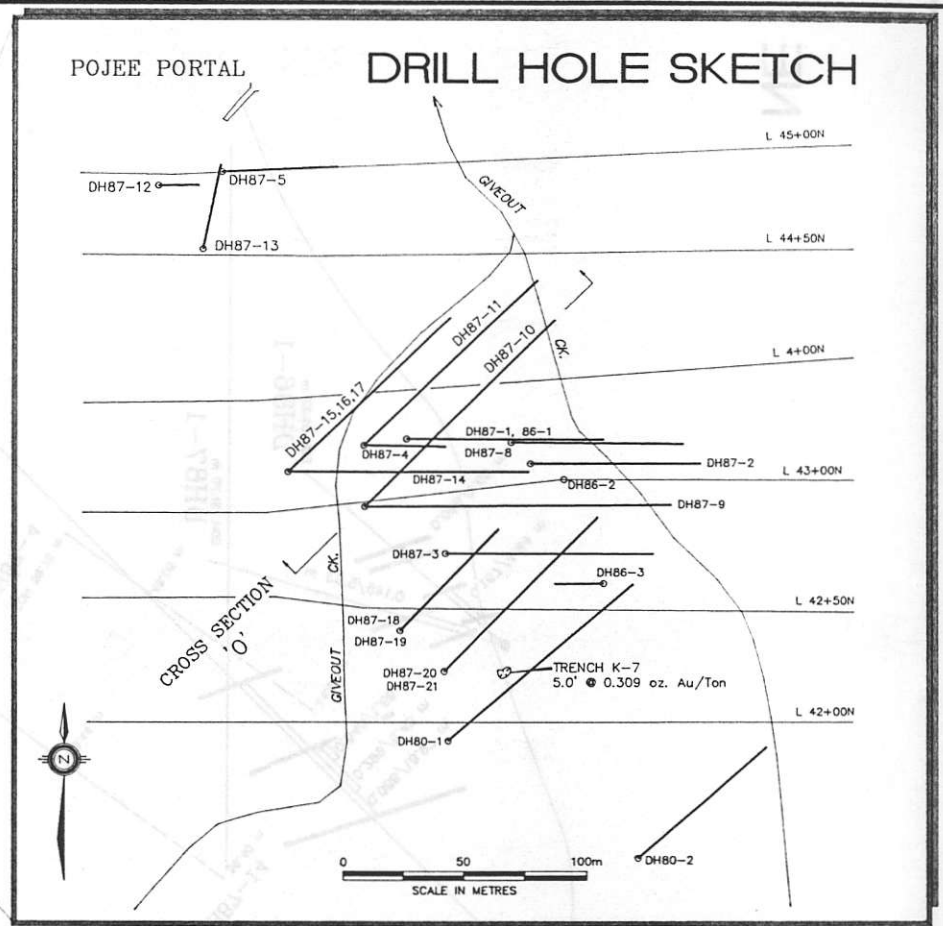 POJEE PORTAL
DRILL HOLE SKETCH
L 45+00N
DH87-5
DH87-12
GIVEOUT
DH87-13
L 44+50N
DH87-11
DH87-10
L 4+00N
CK.
DH87-15,16,17
DH87-1, 86-1
DH87-4
DH87-8
DH87-2
DH87-14
DH86-2
L 43+00N
DH87-9
DH87-3
CK.
DH86-3
CROSS SECTION
'O'
L 42+50N
DH87-18
DH87-19
GIVEOUT
DH87-20
DH87-21
TRENCH K-7
5.0' @ 0.309 oz. Au/Ton
L 42+00N
DH80-1
N
DH80-2
0 50 100m
SCALE IN METRES
DH86-1
DH87-1